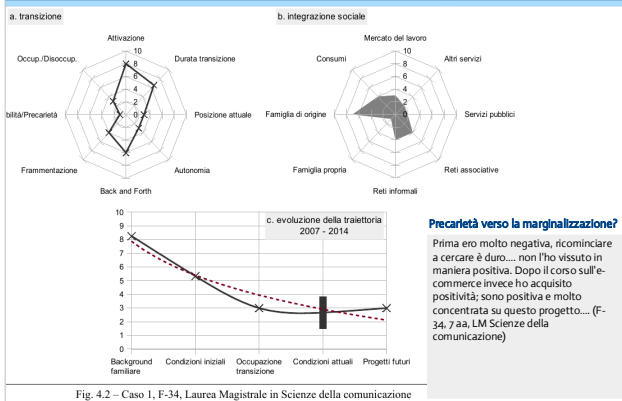 a. transizione
b. integrazione sociale
Attivazione
10
8
6
4
2
0
Durata transizione
Posizione attuale
Autonomia
Back and Forth
Frammentazione
bilità/Precarietà
Occup./Disoccup.
Mercato del lavoro
10
8
6
4
2
0
Altri servizi
Servizi pubblici
Reti associative
Reti informali
Famiglia propria
Famiglia di origine
Consumi
c. evoluzione della traiettoria
2007 - 2014
10
9
8
7
6
5
4
3
2
1
0
Background
familiare
Condizioni iniziali
Occupazione
transizione
Condizioni attuali
Progetti futuri
Precarietà verso la marginalizzazione?
Prima ero molto negativa, ricominciare
a cercare è duro.... non l'ho vissuto in
maniera positiva. Dopo il corso sull'e-
commerce invece ho acquisito
positività; sono positiva e molto
concentrata su questo progetto.... (F-
34, 7 aa, LM Scienze della
comunicazione)
Fig. 4.2 – Caso 1, F-34, Laurea Magistrale in Scienze della comunicazione